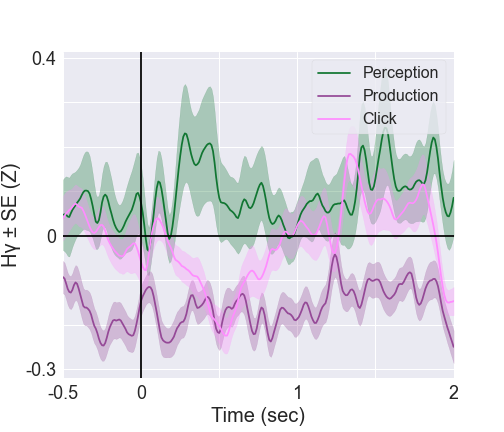 0.4
Perception
Production
Click
Hγ ± SE (Z)
0
-0.3
-0.5
0
1
2
Time (sec)